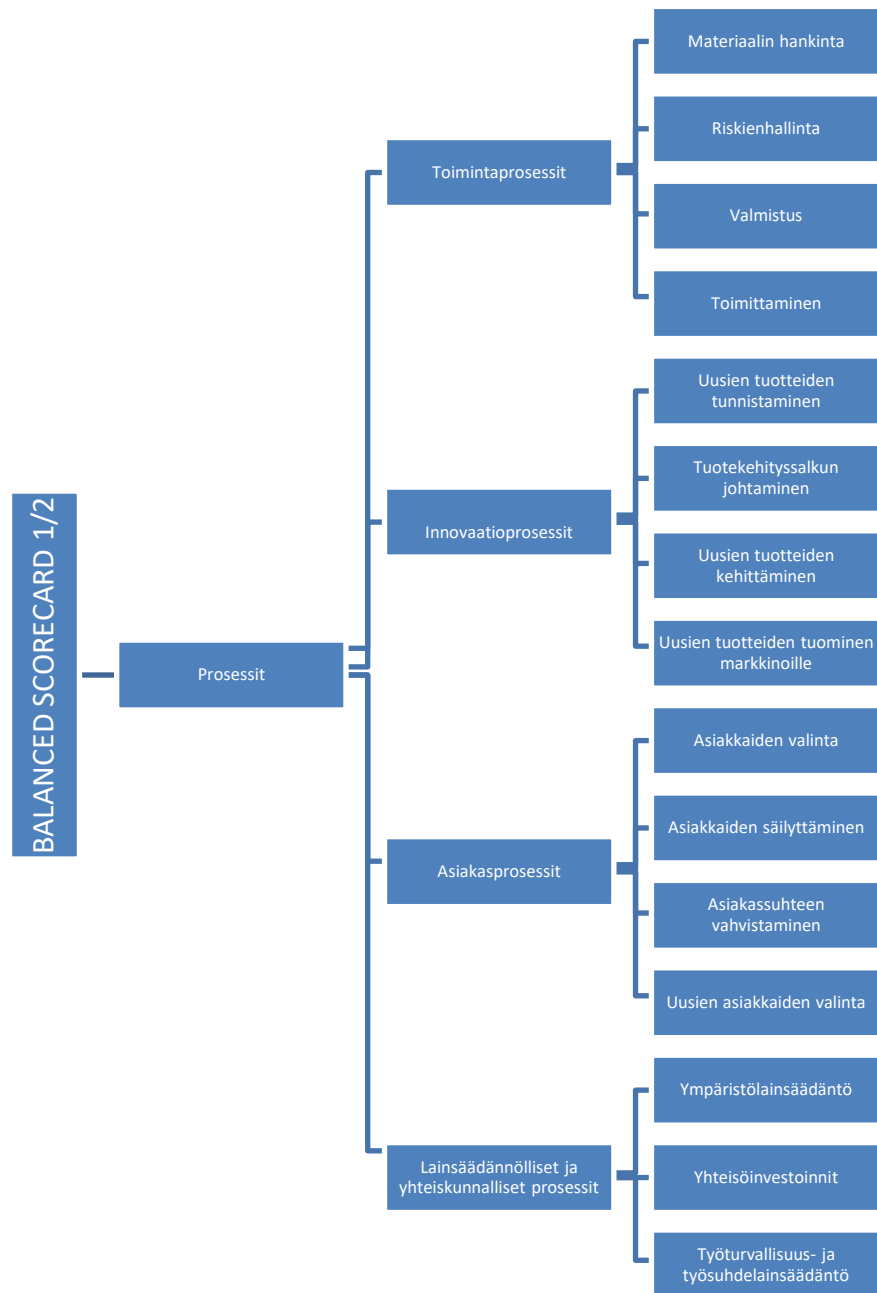 BALANCED SCORECARD 1/2
Prosessit
Toimintaprosessit
Materiaalin hankinta
Riskienhallinta
Valmistus
Toimittaminen
Innovaatioprosessit
Uusien tuotteiden
tunnistaminen
Tuotekehityssalkun
johtaminen
Uusien tuotteiden
kehittäminen
Uusien tuotteiden tuominen
markkinoille
Asiakasprosessit
Asiakkaiden valinta
Asiakkaiden säilyttäminen
Asiakassuhteen
vahvistaminen
Uusien asiakkaiden valinta
Lainsäädännölliset ja
yhteiskunnalliset prosessit
Ympäristölainsäädäntö
Yhteisöinvestoinnit
Työturvallisuus- ja
työsuhdelainsäädäntö